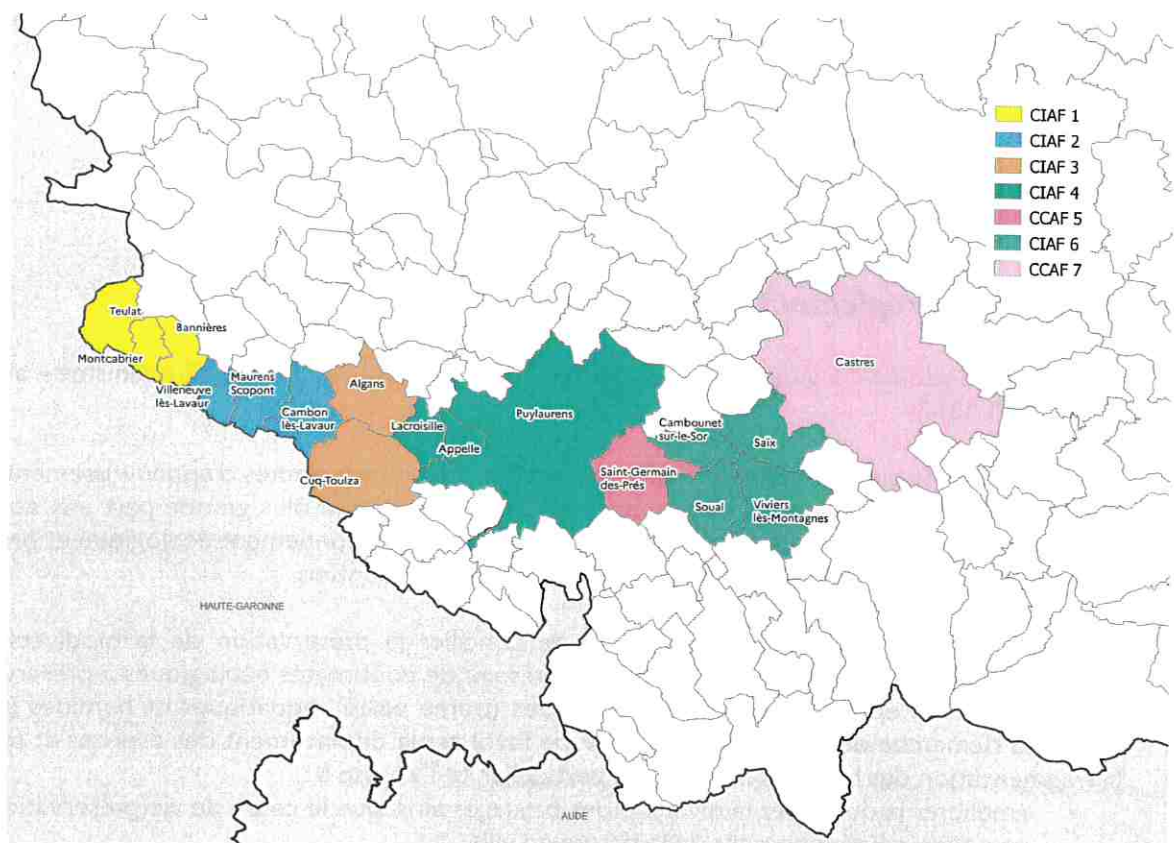 CIAF 1
CIAF 2
CIAF 3
CIAF 4
CCAF 5
CIAF 6
CCAF 7
Teulat
Bannières
Montcabrier
Villeneuve
lès-Lavaur
Maurens
Scopont
Cambon
lès-Lavaur
Algans
Cuq-Toulza
Lacroisille
Appelle
Puylaurens
Saint-Germain
des-Prés
Cambounet
sur-le-Sor
Saïx
Soual
Viviers
lès-Montagnes
Castres
HAUTE-GARONNE
AUDE